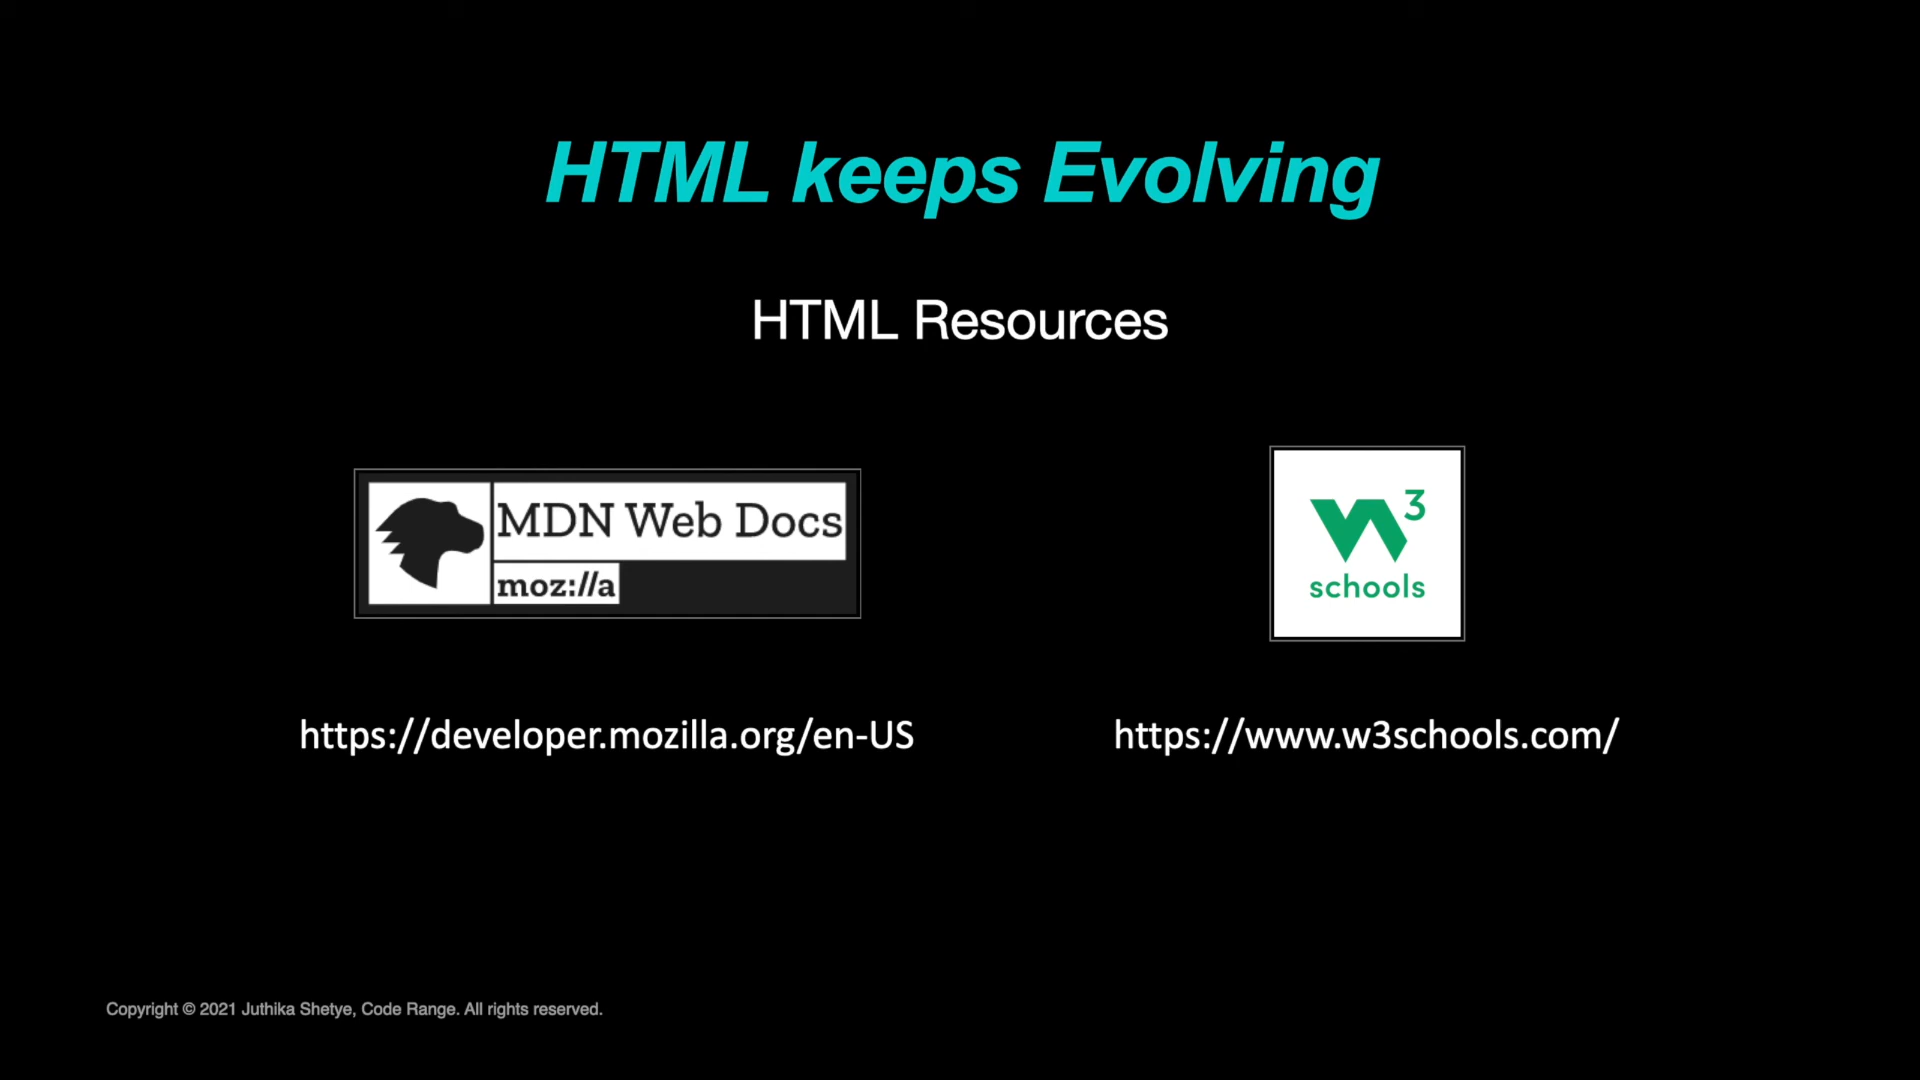 HTML keeps Evolving
HTML Resources
MDN Web Docs
moz://a
W3
schools
https://developer.mozilla.org/en-US
https://www.w3schools.com/
Copyright © 2021 Juthika Shetye, Code Range. All rights reserved.